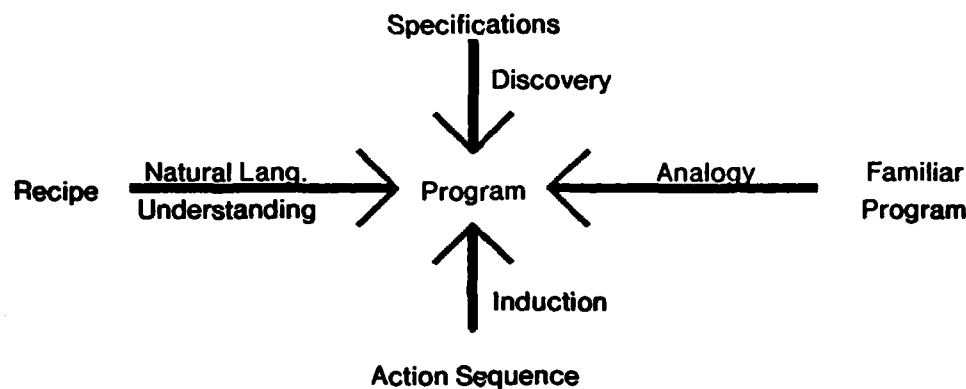 Specifications
Discovery
Natural Lang.
Understanding
Recipe
Program
Analogy
Familiar
Program
Induction
Action Sequence